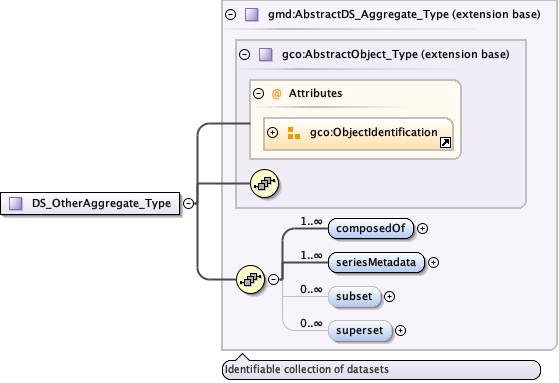 gmd:AbstractDS_Aggregate_Type (extension base)
gco:AbstractObject_Type (extension base)
@ Attributes
gco:ObjectIdentification
DS_OtherAggregate_Type
1..∞ composedOf
1..∞ seriesMetadata
0..∞ subset
0..∞ superset
Identifiable collection of datasets